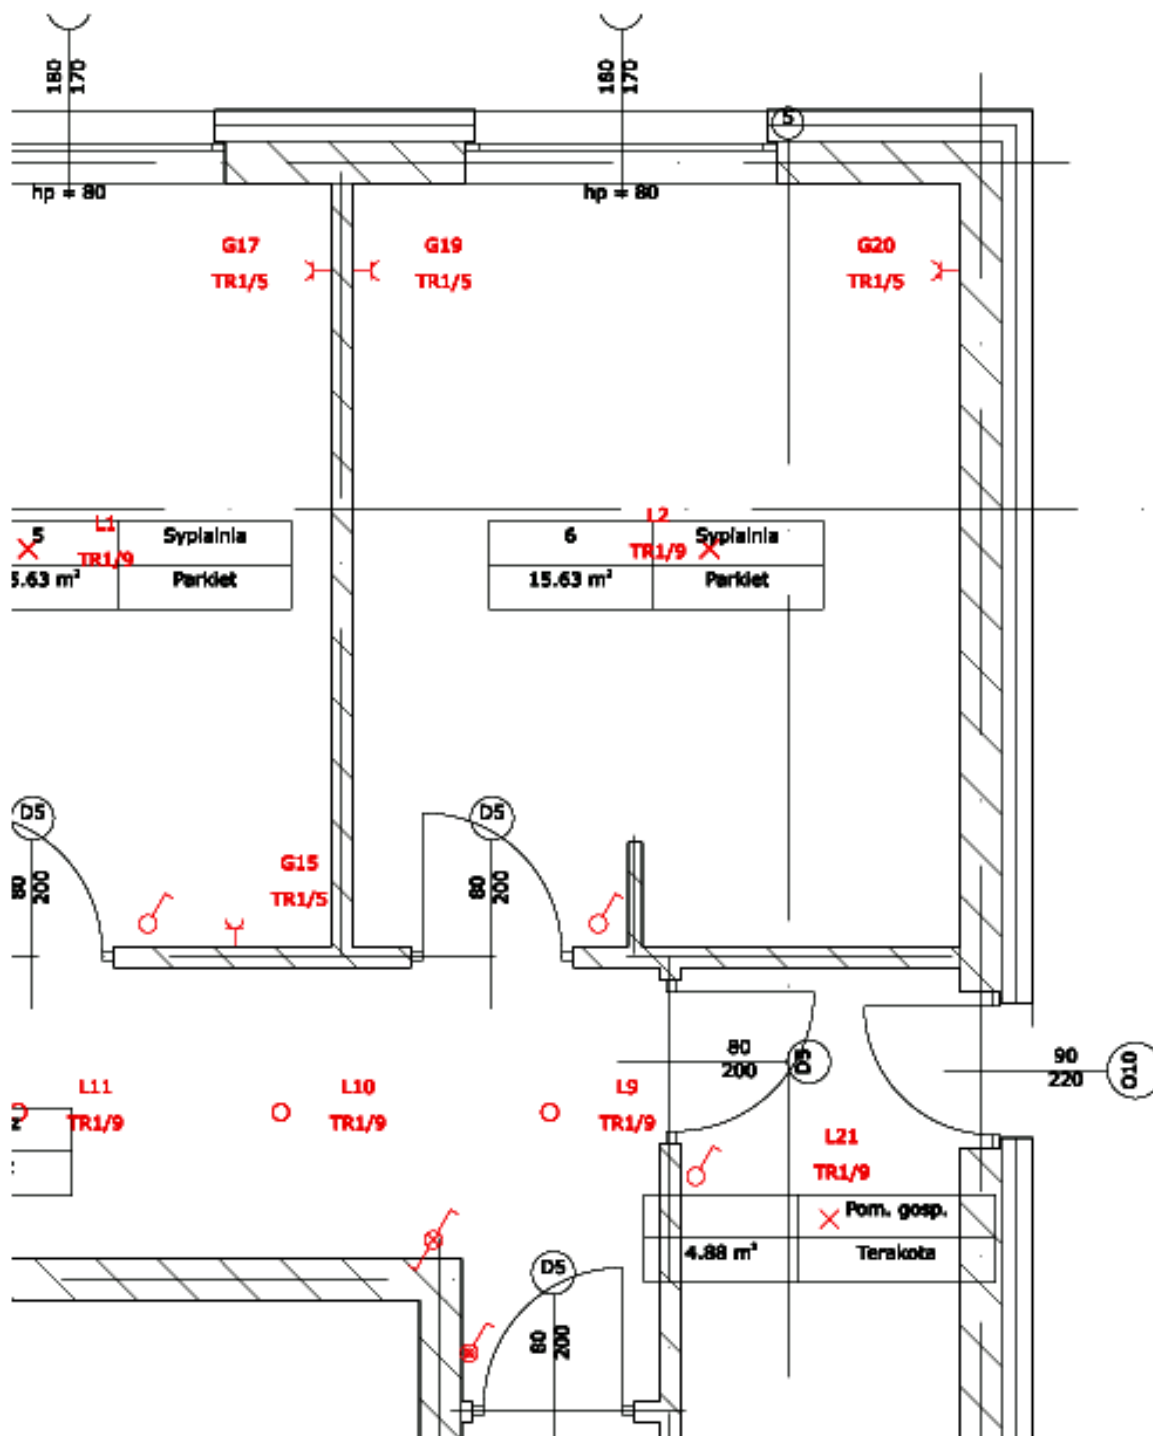 180
170
180
170
5
hp = 80
hp = 80
G17
TR1/5
G19
TR1/5
G20
TR1/5
L1
TR1/9
5
Sypialnia
5.63 m²
Parkiet
L2
TR1/9
6
Sypialnia
15.63 m²
Parkiet
D5
80
200
D5
80
200
G15
TR1/5
80
200
D5
90
220
O10
L11
TR1/9
L10
TR1/9
L9
TR1/9
L21
TR1/9
Pom. gosp.
4.88 m²
Terakota
D5
80
200